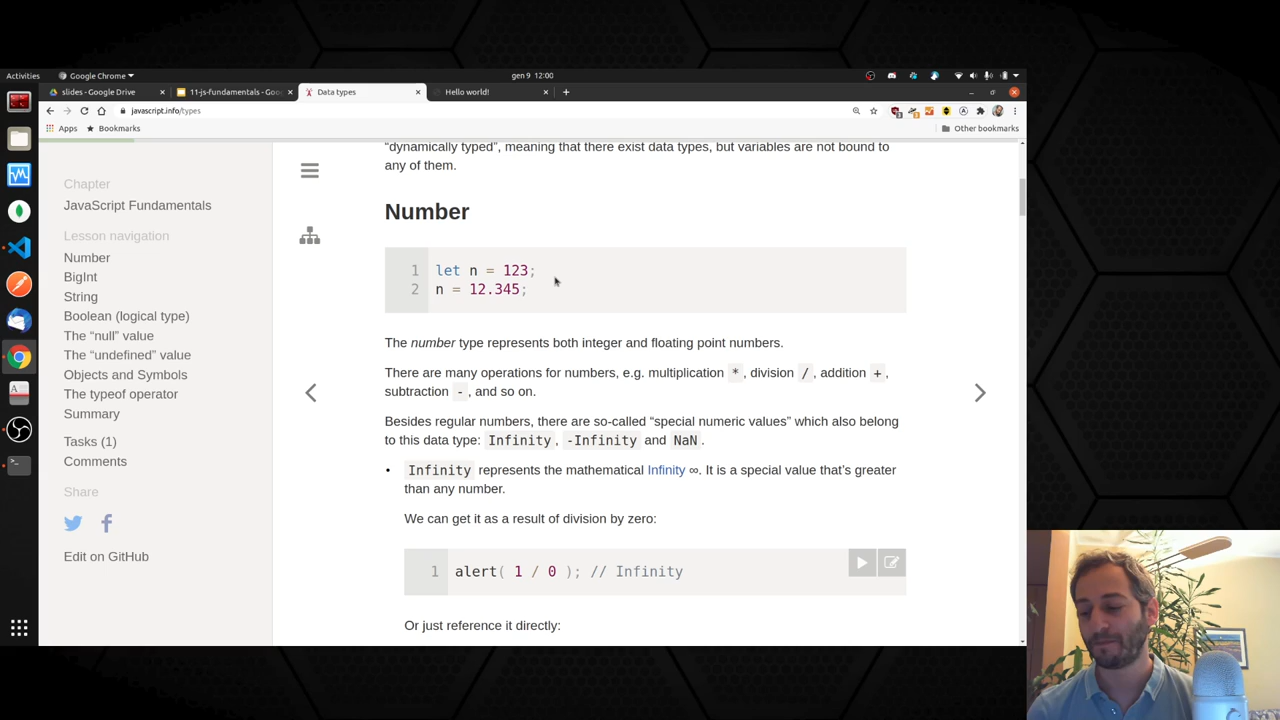 Activities
Google Chrome
gen 9 12:00
slides - Google Drive
11-js-fundamentals - Goo
Data types
Hello world!
javascript.info/types
Apps
Bookmarks
Other bookmarks
Chapter
JavaScript Fundamentals
Lesson navigation
Number
BigInt
String
Boolean (logical type)
The “null” value
The “undefined” value
Objects and Symbols
The typeof operator
Summary
Tasks (1)
Comments
Share
Edit on GitHub
“dynamically typed”, meaning that there exist data types, but variables are not bound to
any of them.
Number
1 let n = 123;
2 n = 12.345;
The number type represents both integer and floating point numbers.
There are many operations for numbers, e.g. multiplication *, division /, addition +,
subtraction -, and so on.
Besides regular numbers, there are so-called “special numeric values” which also belong
to this data type: Infinity, -Infinity and NaN.
• Infinity represents the mathematical Infinity ∞. It is a special value that’s greater
than any number.
We can get it as a result of division by zero:
1 alert( 1 / 0 ); // Infinity
Or just reference it directly: